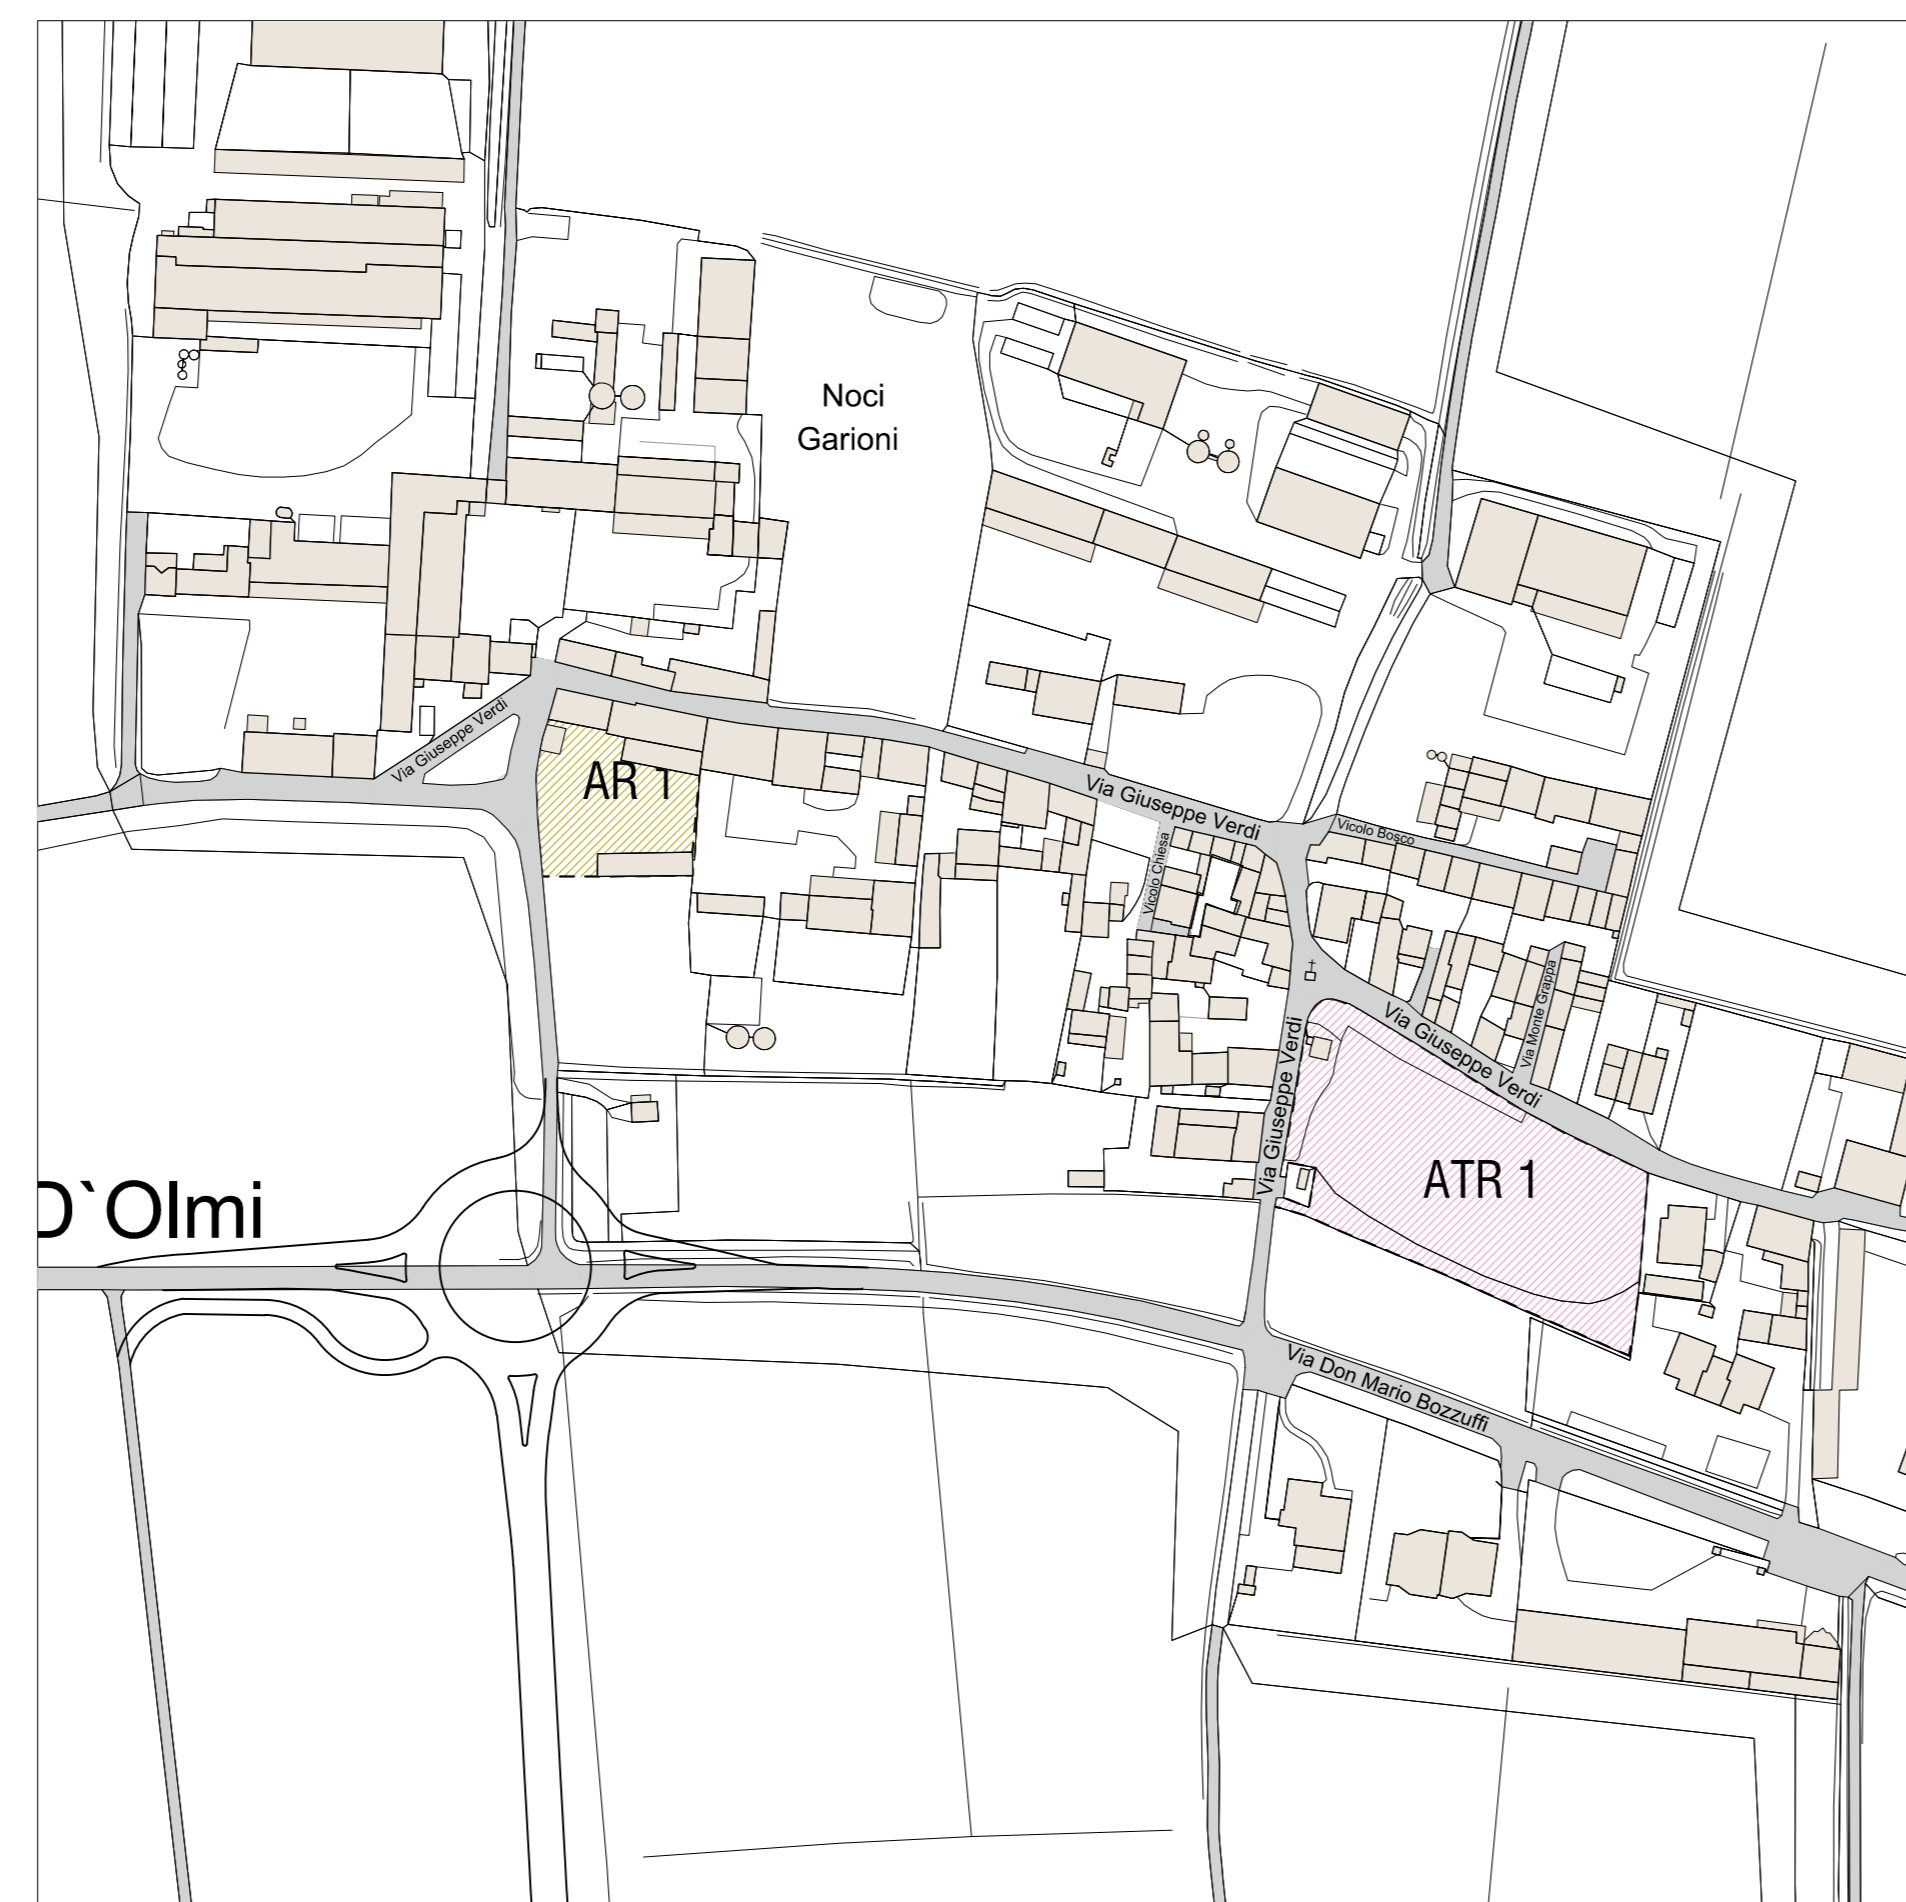 Noci
Garioni
Via Giuseppe Verdi
AR 1
Via Giuseppe Verdi
Vicolo Bosco
Vicolo Chiesa
Via Monte Grappa
Via Giuseppe Verdi
Via Giuseppe Verdi
ATR 1
D`Olmi
Via Don Mario Bozzuffi